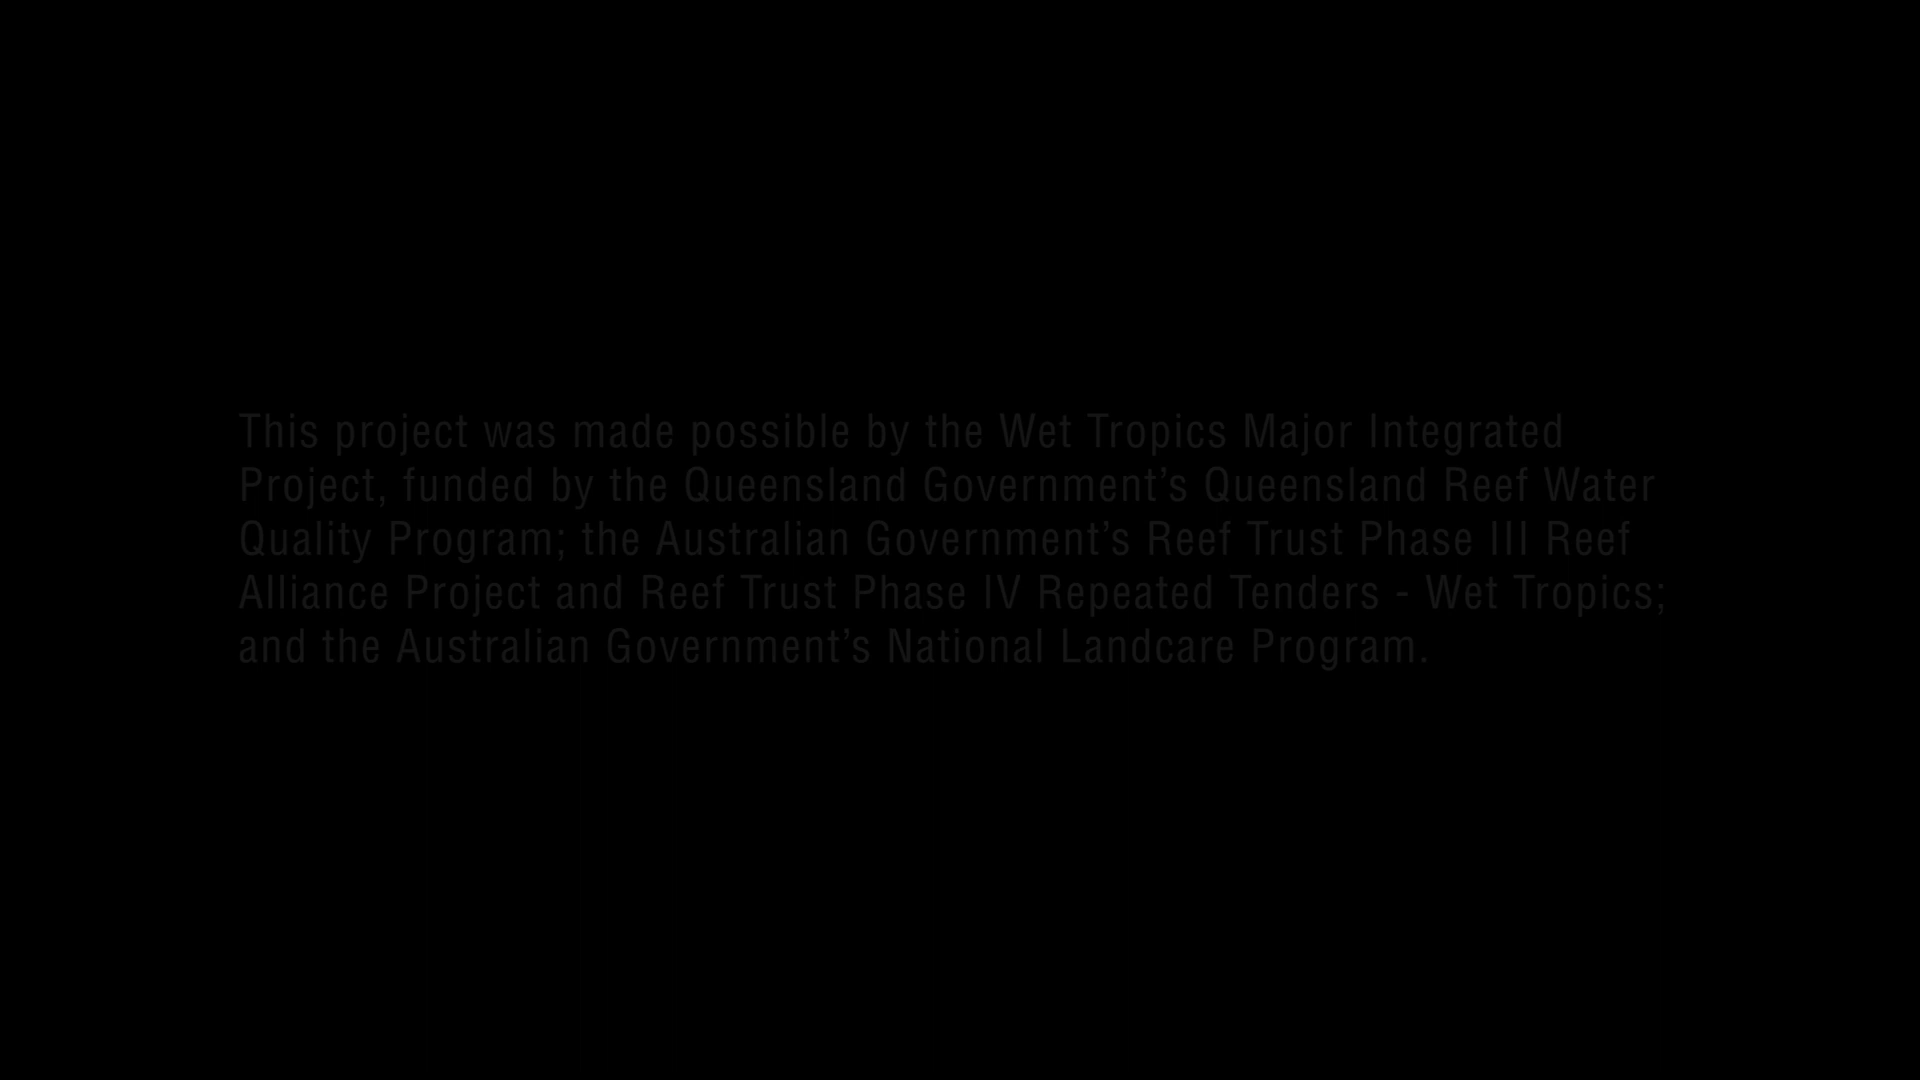 This project was made possible by the Wet Tropics Major Integrated
Project, funded by the Queensland Government’s Queensland Reef Water
Quality Program; the Australian Government’s Reef Trust Phase III Reef
Alliance Project and Reef Trust Phase IV Repeated Tenders - Wet Tropics;
and the Australian Government’s National Landcare Program.